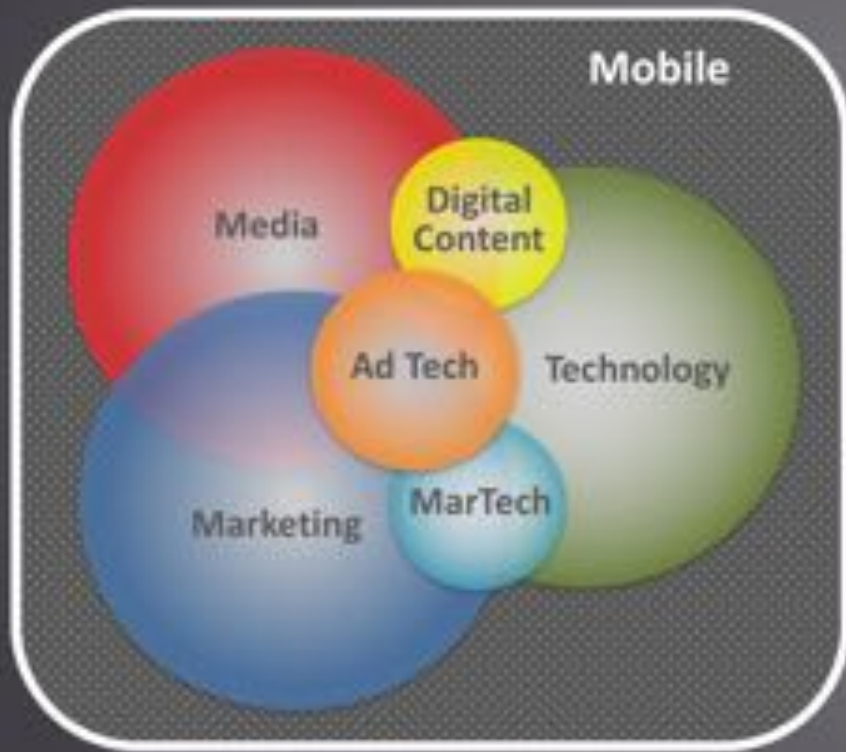 Mobile
Media
Digital
Content
Ad Tech
Technology
MarTech
Marketing